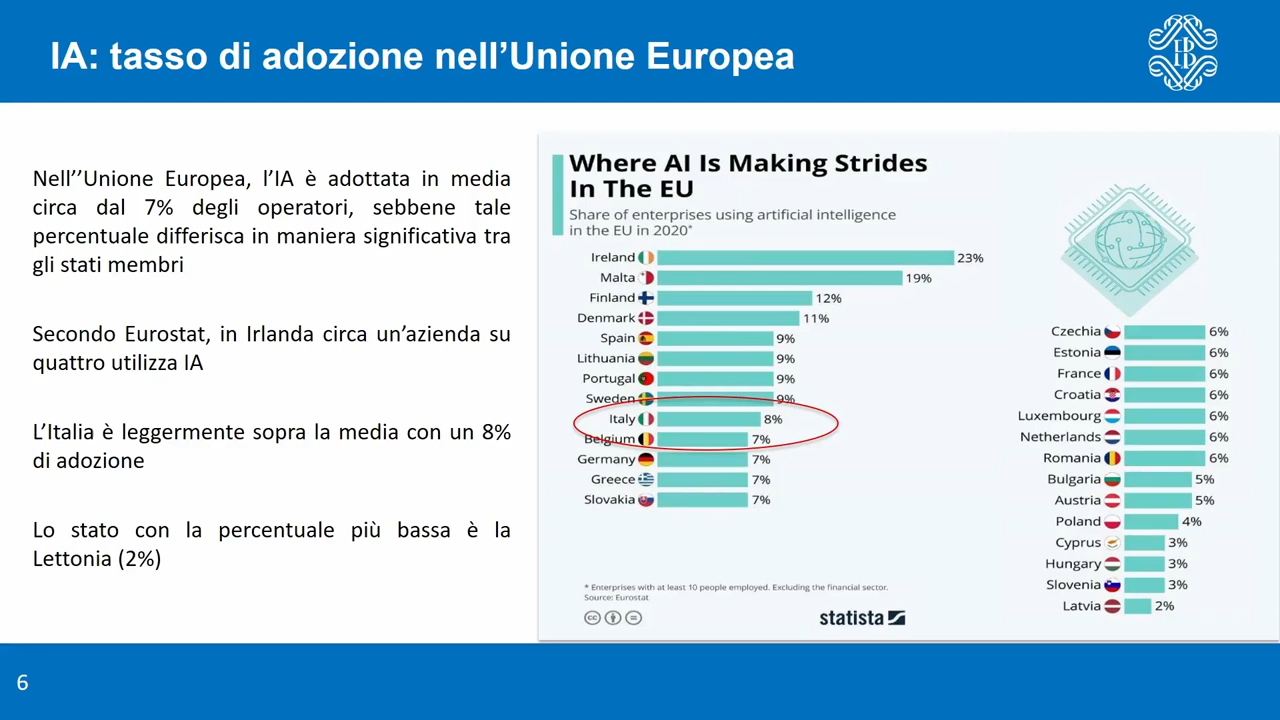 IA: tasso di adozione nell’Unione Europea
Nell’’Unione Europea, l’IA è adottata in media
circa dal 7% degli operatori, sebbene tale
percentuale differisca in maniera significativa tra
gli stati membri
Secondo Eurostat, in Irlanda circa un’azienda su
quattro utilizza IA
L’Italia è leggermente sopra la media con un 8%
di adozione
Lo stato con la percentuale più bassa è la
Lettonia (2%)
Where AI Is Making Strides
In The EU
Share of enterprises using artificial intelligence
in the EU in 2020*
Ireland 23%
Malta 19%
Finland 12%
Denmark 11%
Spain 9%
Lithuania 9%
Portugal 9%
Sweden 9%
Italy 8%
Belgium 7%
Germany 7%
Greece 7%
Slovakia 7%
Czechia 6%
Estonia 6%
France 6%
Croatia 6%
Luxembourg 6%
Netherlands 6%
Romania 6%
Bulgaria 5%
Austria 5%
Poland 4%
Cyprus 3%
Hungary 3%
Slovenia 3%
Latvia 2%
* Enterprises with at least 10 people employed. Excluding the financial sector.
Source: Eurostat
statista
6